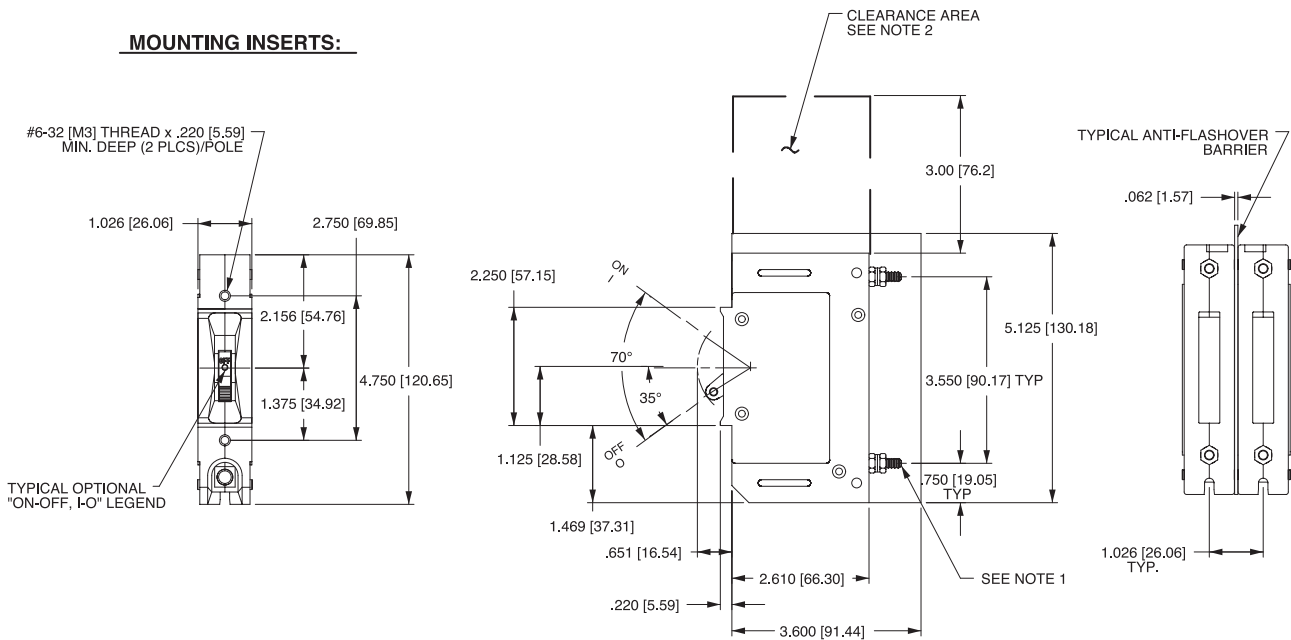 MOUNTING INSERTS:
#6-32 [M3] THREAD x .220 [5.59]
MIN. DEEP (2 PLCS)/POLE
1.026 [26.06]
2.750 [69.85]
2.156 [54.76]
4.750 [120.65]
1.375 [34.92]
OFF
TYPICAL OPTIONAL
"ON-OFF, I-O" LEGEND
CLEARANCE AREA
SEE NOTE 2
3.00 [76.2]
2.250 [57.15]
ON
I
70°
35°
OFF
O
1.125 [28.58]
1.469 [37.31]
.651 [16.54]
.220 [5.59]
2.610 [66.30]
3.600 [91.44]
5.125 [130.18]
3.550 [90.17] TYP
.750 [19.05]
TYP
SEE NOTE 1
TYPICAL ANTI-FLASHOVER
BARRIER
.062 [1.57]
1.026 [26.06]
TYP.